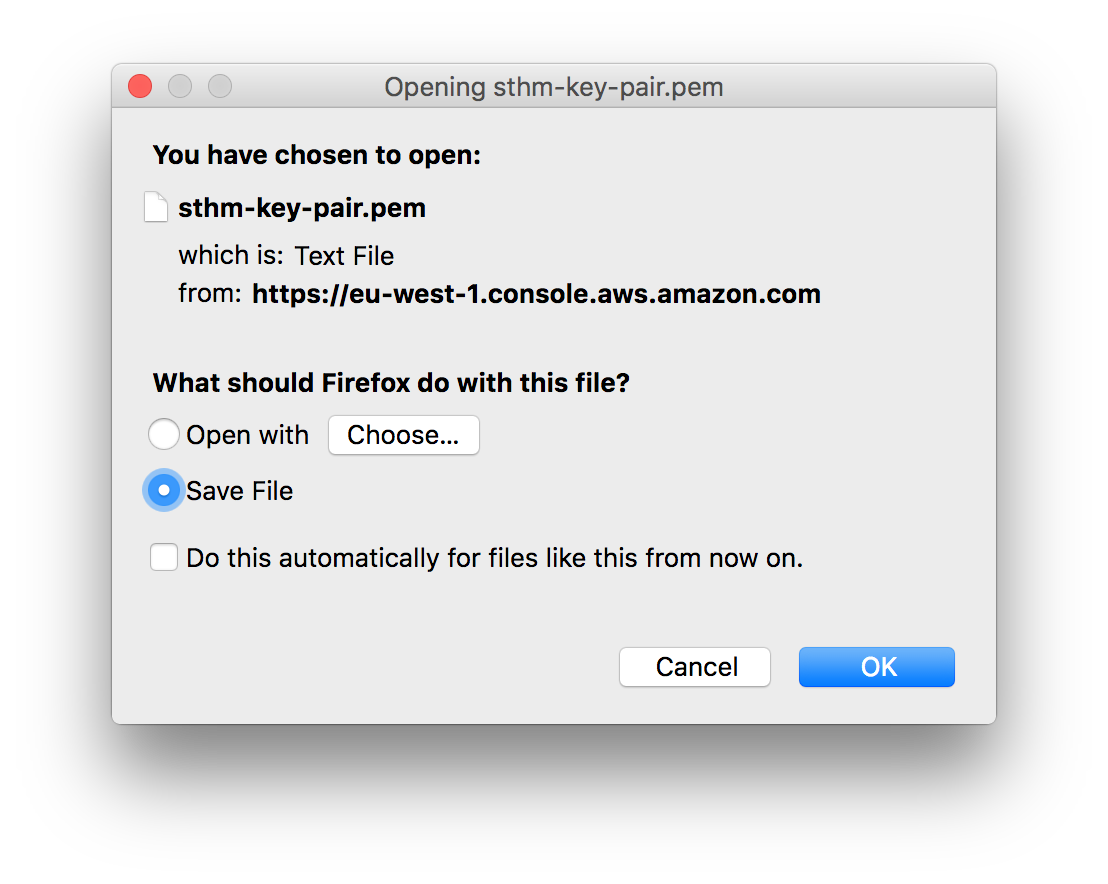 Opening sthm-key-pair.pem
You have chosen to open:
sthm-key-pair.pem
which is: Text File
from: https://eu-west-1.console.aws.amazon.com
What should Firefox do with this file?
Open with Choose...
Save File
Do this automatically for files like this from now on.
Cancel OK